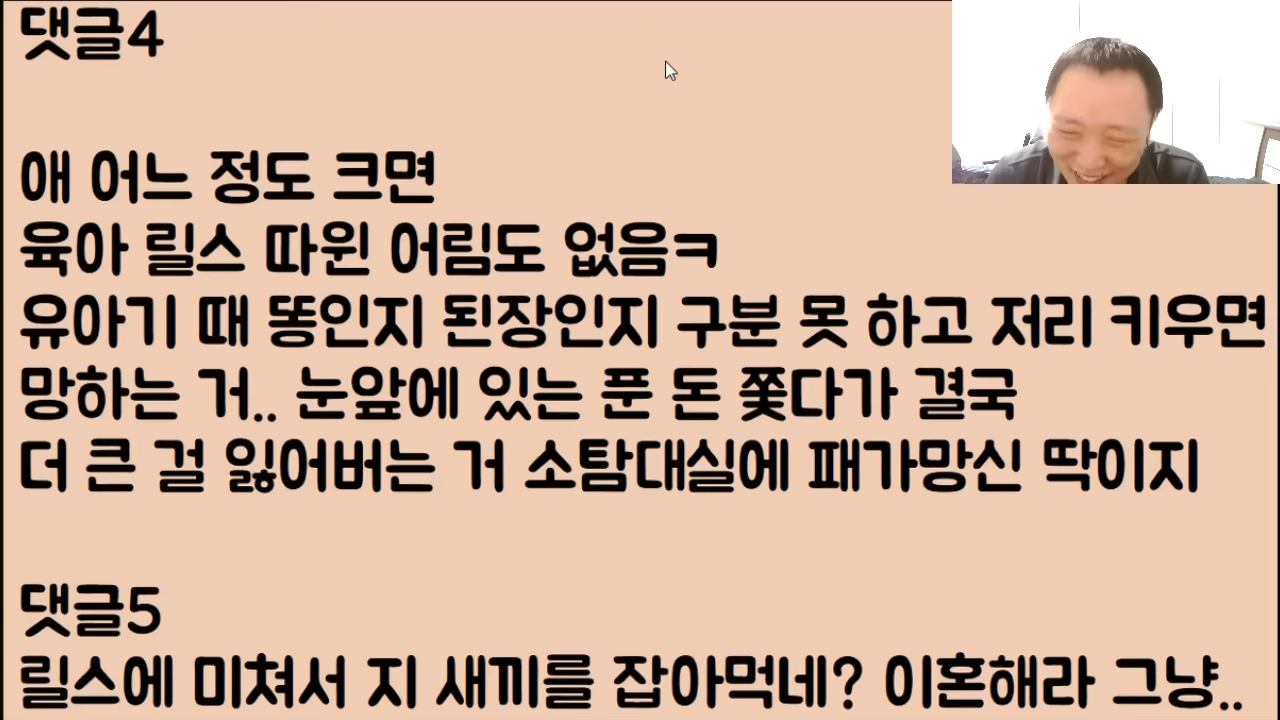 댓글4
애 어느 정도 크면
육아 릴스 따윈 어림도 없음ㅋ
유아기 때 똥인지 된장인지 구분 못 하고 저리 키우면
망하는 거.. 눈앞에 있는 푼 돈 쫓다가 결국
더 큰 걸 잃어버는 거 소탐대실에 패가망신 딱이지
댓글5
릴스에 미쳐서 지 새끼를 잡아먹네? 이혼해라 그냥..